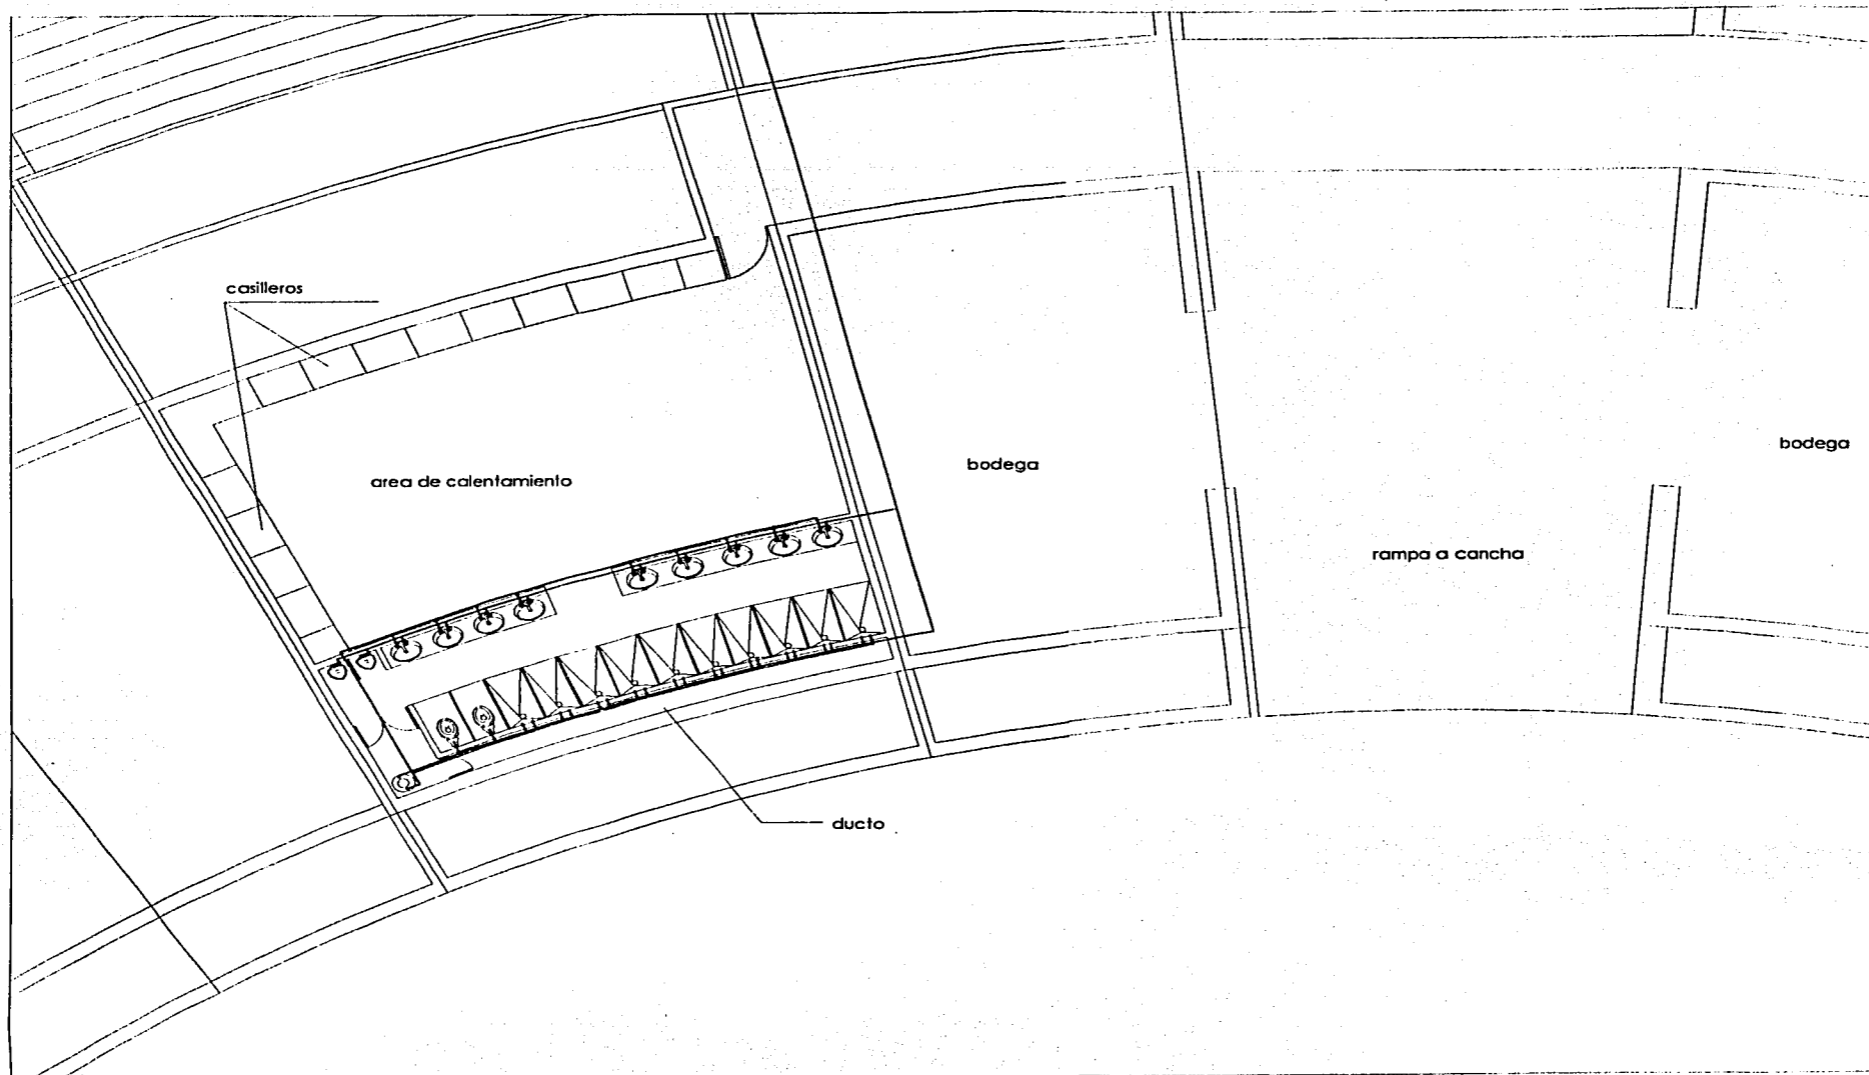 casilleros
area de calentamiento
bodega
bodega
rampa a cancha
ducto